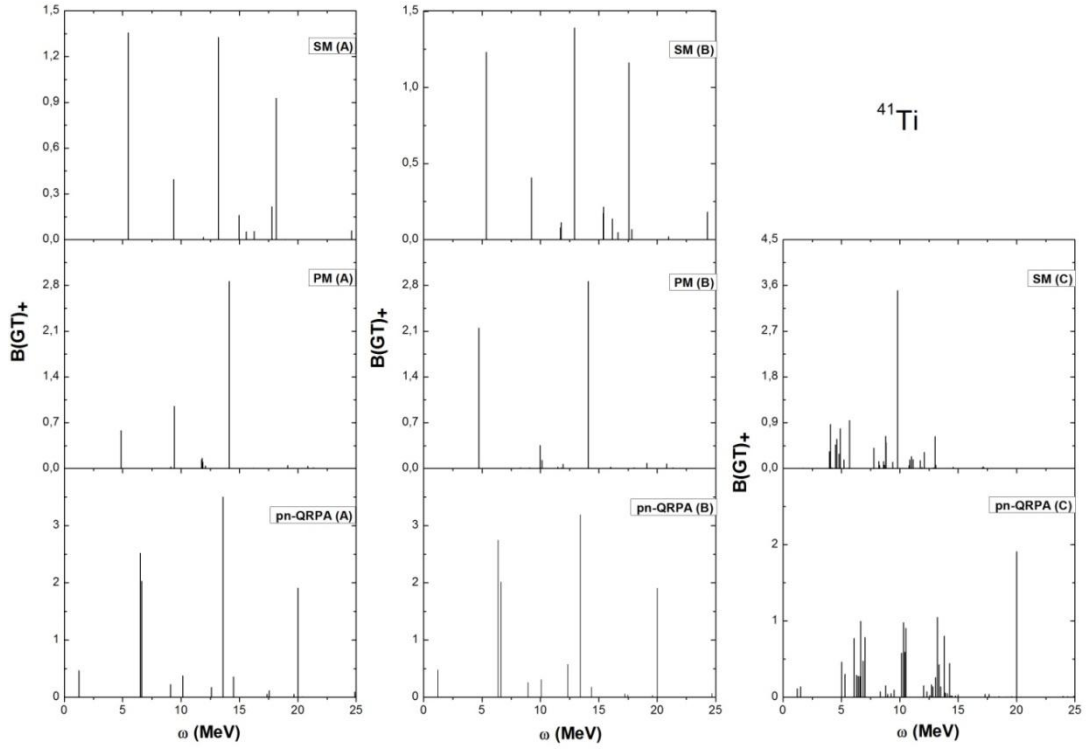 1,5
1,2
0,9
0,6
0,3
0,0
SM (A)
1,5
1,0
0,5
0,0
SM (B)
⁴¹Ti
2,8
2,1
1,4
0,7
0,0
PM (A)
2,8
2,1
1,4
0,7
0,0
PM (B)
4,5
3,6
2,7
1,8
0,9
0,0
SM (C)
3
2
1
0
pn-QRPA (A)
3
2
1
0
pn-QRPA (B)
2
1
0
pn-QRPA (C)
B(GT)+
B(GT)+
B(GT)+
0 5 10 15 20 25
0 5 10 15 20 25
0 5 10 15 20 25
ω (MeV)
ω (MeV)
ω (MeV)